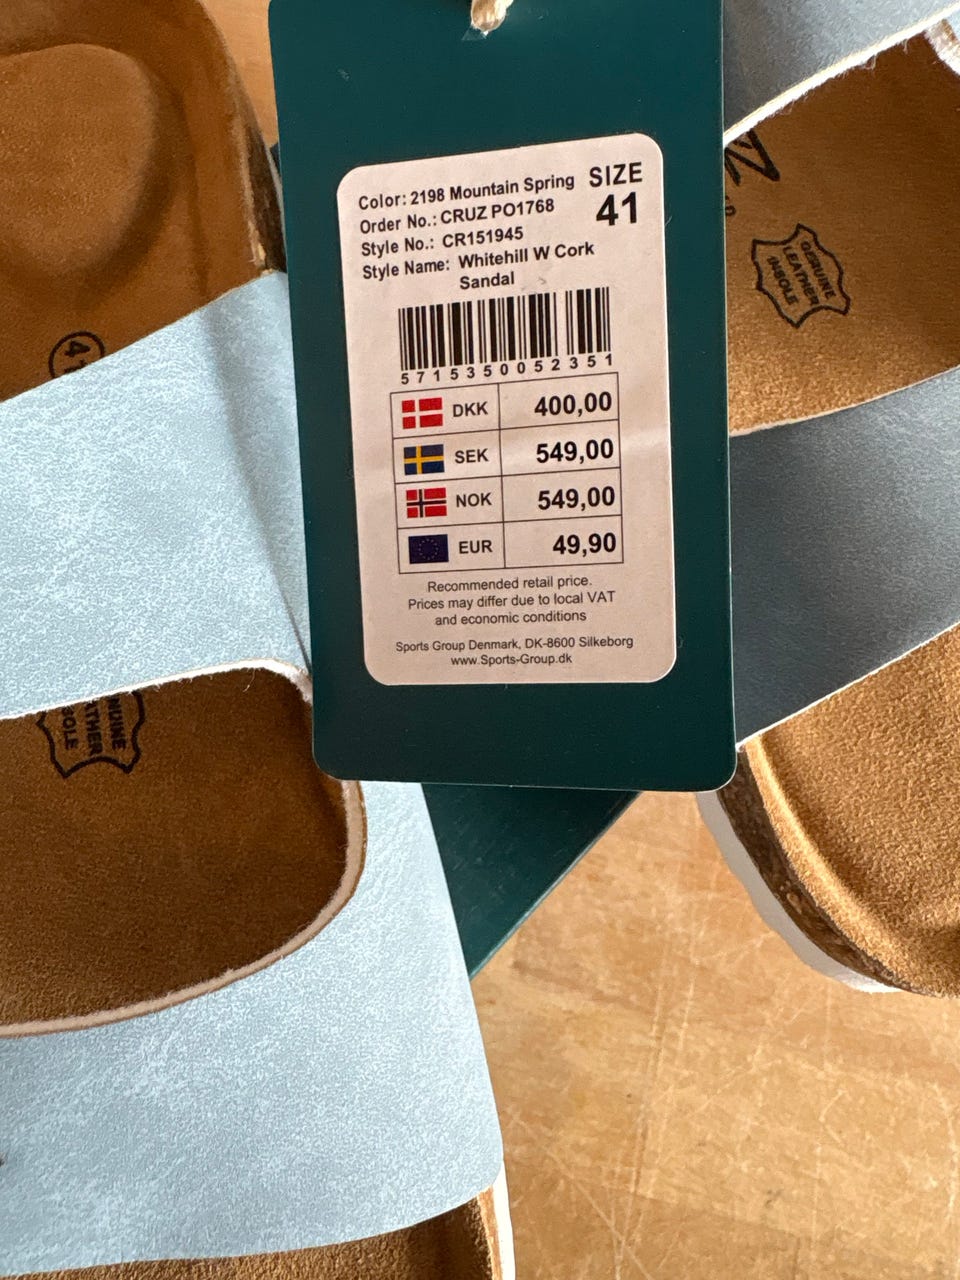 Color: 2198 Mountain Spring
SIZE
41
Order No.: CRUZ PO1768
Style No.: CR151945
Style Name: Whitehill W Cork
Sandal
5715350052351
DKK 400,00
SEK 549,00
NOK 549,00
EUR 49,90
Recommended retail price.
Prices may differ due to local VAT
and economic conditions
Sports Group Denmark, DK-8600 Silkeborg
www.Sports-Group.dk
Z
GENUINE
LEATHER
INSOLE